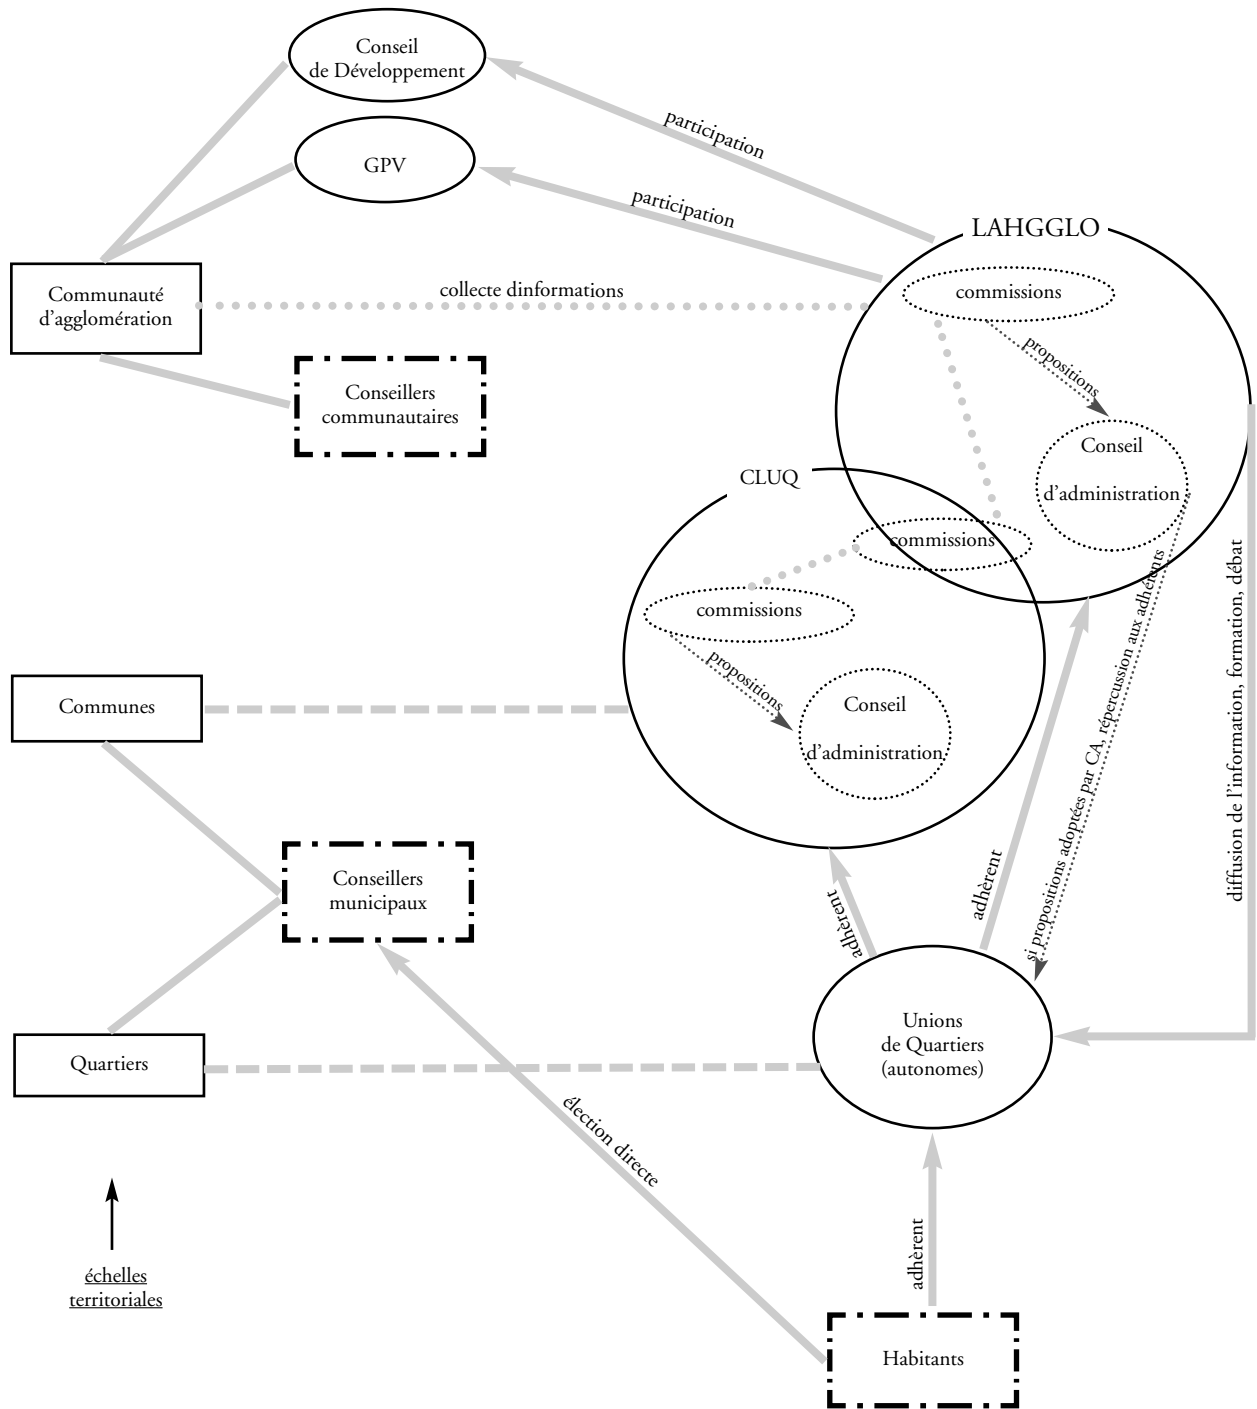 Conseil
de Développement
participation
GPV
participation
LAHGGLO
Communauté
d'agglomération
collecte dinformations
commissions
propositions
Conseil
d'administration
Conseillers
communautaires
CLUQ
commissions
commissions
propositions
Conseil
d'administration
Communes
si propositions adoptées par CA, répercussion aux adhérents
diffusion de l'information, formation, débat
Conseillers
municipaux
adhèrent
adhèrent
Unions
de Quartiers
(autonomes)
Quartiers
élection directe
échelles
territoriales
adhèrent
Habitants